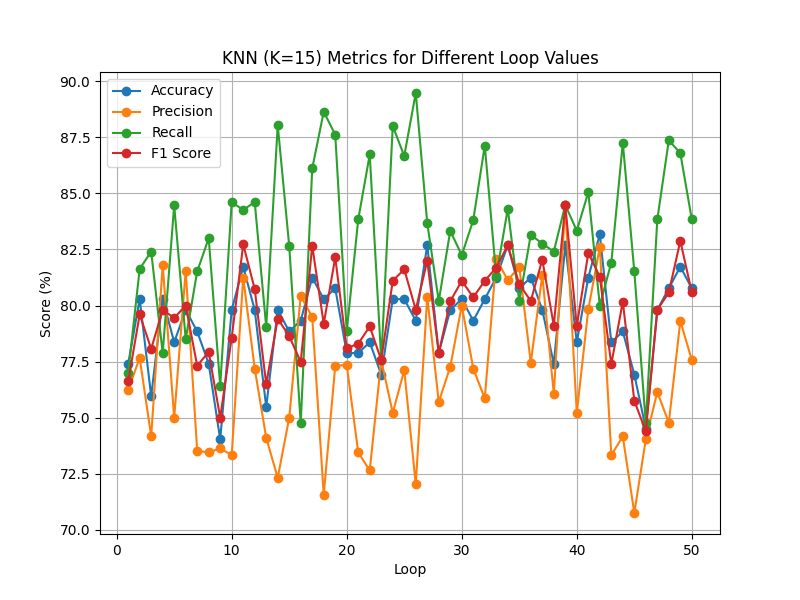 KNN (K=15) Metrics for Different Loop Values
90.0
87.5
85.0
82.5
80.0
77.5
75.0
72.5
70.0
Score (%)
Accuracy
Precision
Recall
F1 Score
0 10 20 30 40 50
Loop